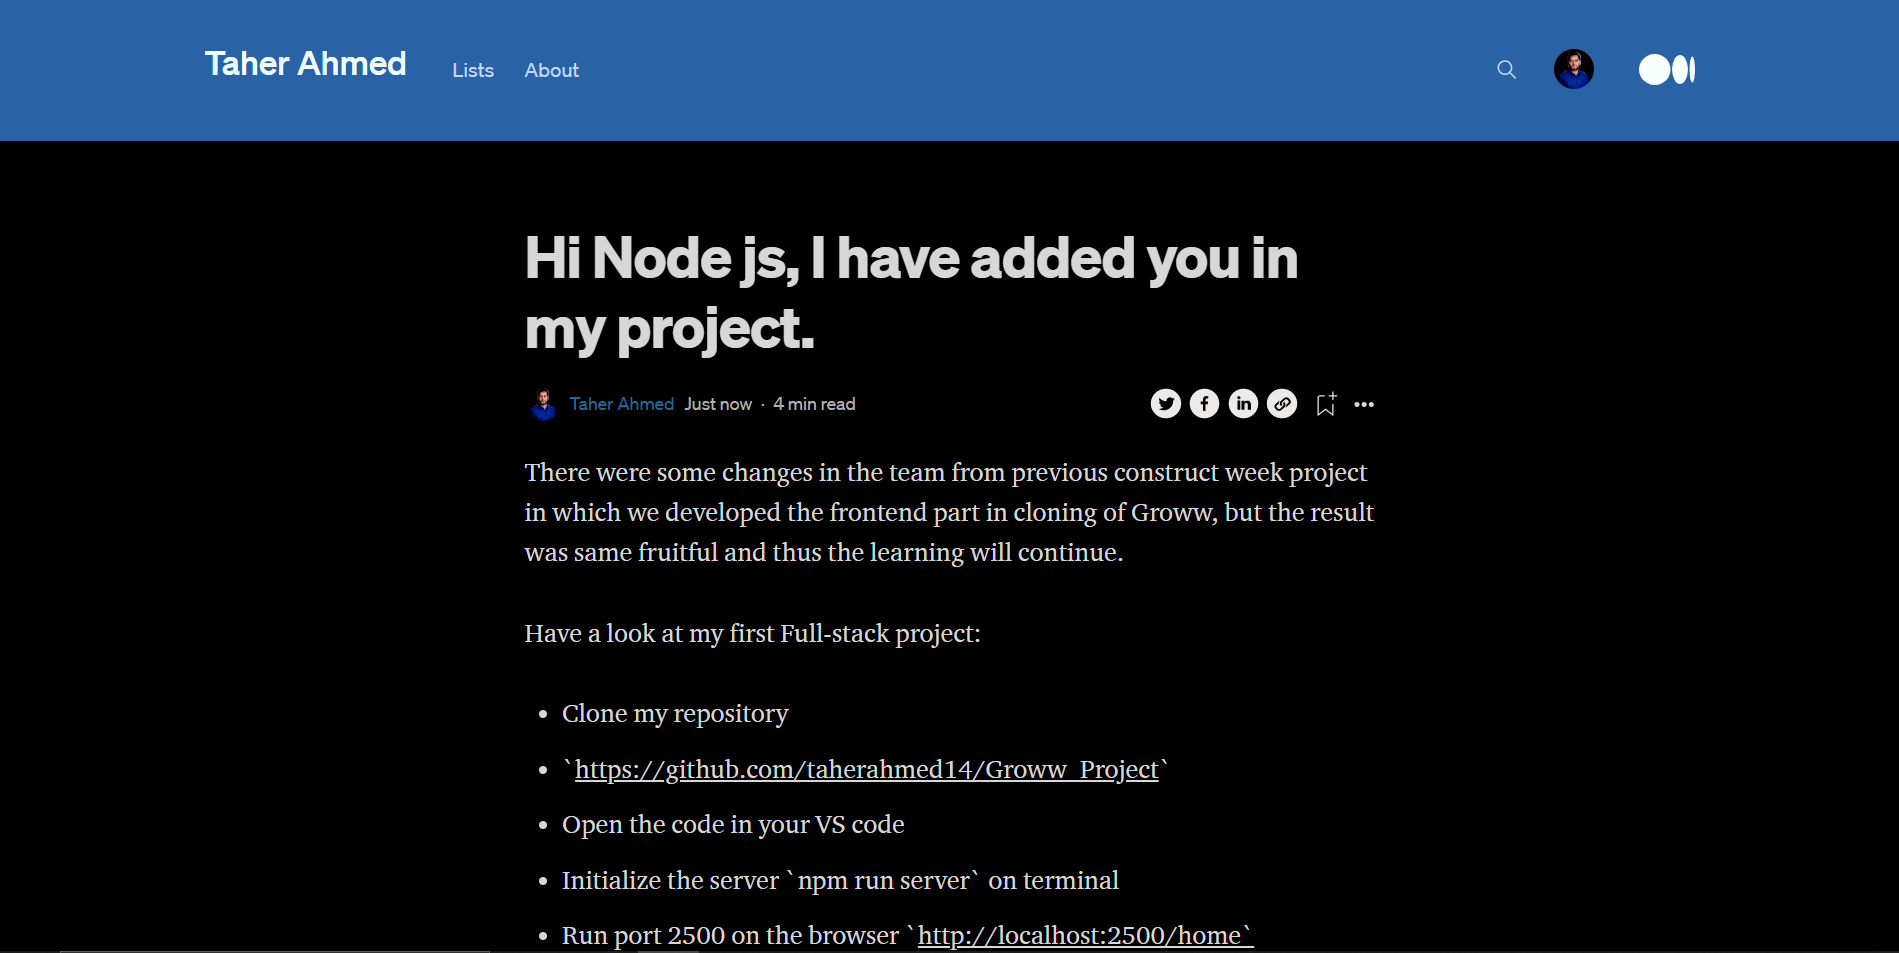 Taher Ahmed
Lists
About
Hi Node js, I have added you in
my project.
Taher Ahmed Just now · 4 min read
There were some changes in the team from previous construct week project
in which we developed the frontend part in cloning of Groww, but the result
was same fruitful and thus the learning will continue.
Have a look at my first Full-stack project:
• Clone my repository
• `https://github.com/taherahmed14/Groww_Project`
• Open the code in your VS code
• Initialize the server `npm run server` on terminal
• Run port 2500 on the browser `http://localhost:2500/home`